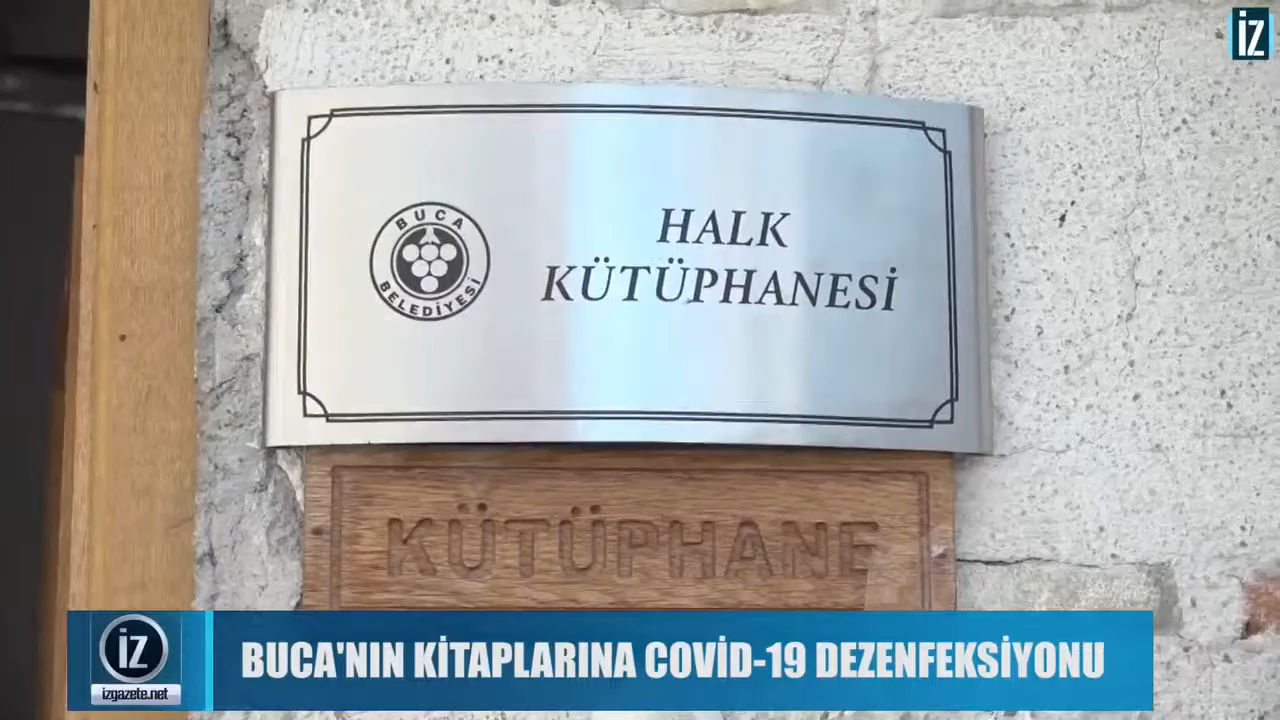 İZ
BUCA
BELEDİYESİ
HALK
KÜTÜPHANESİ
KÜTÜPHANE
İZ
izgazete.net
BUCA'NIN KİTAPLARINA COVİD-19 DEZENFEKSİYONU